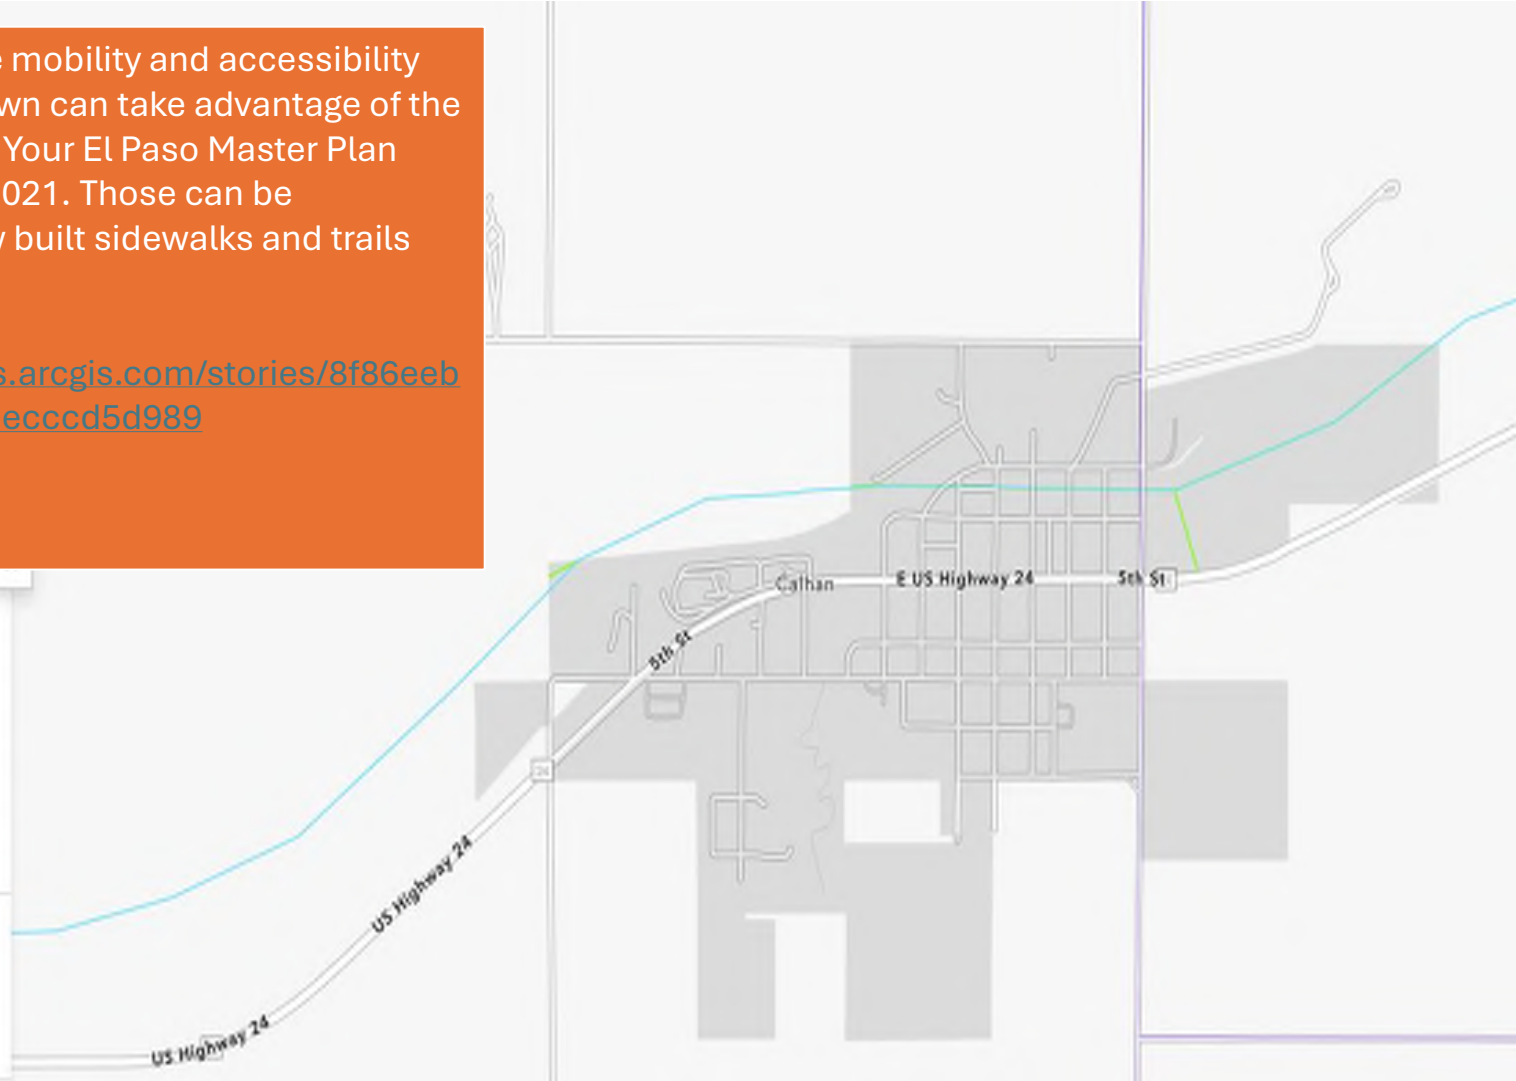 e mobility and accessibility
wn can take advantage of the
Your El Paso Master Plan
021. Those can be
built sidewalks and trails
s.arcgis.com/stories/8f86eeb
ecccd5d989
Calhan
E US Highway 24
5th St
5th St
24
US Highway 24
US Highway 24